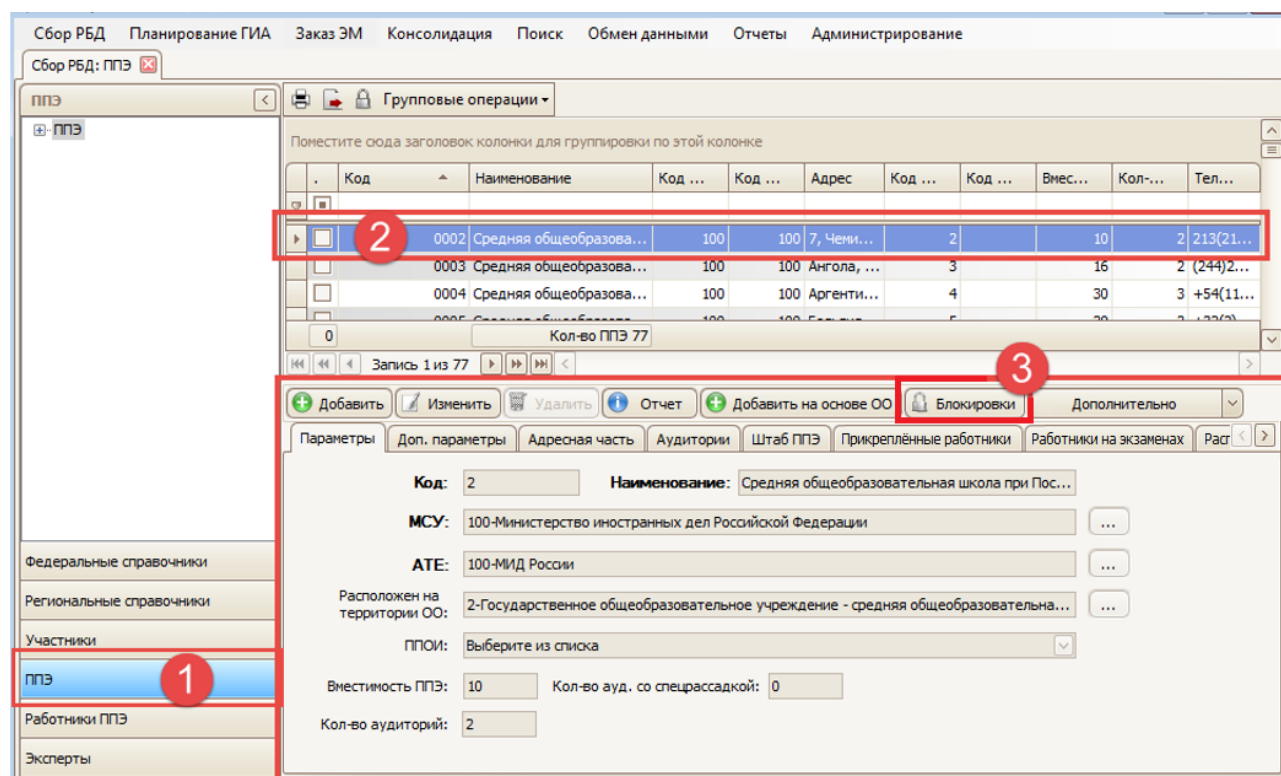 Сбор РБД Планирование ГИА Заказ ЭМ Консолидация Поиск Обмен данными Отчеты Администрирование
Сбор РБД: ППЭ
ППЭ
Групповые операции
ППЭ
Поместите сюда заголовок колонки для группировки по этой колонке
. Код Наименование Код ... Код ... Адрес Код ... Код ... Вмес... Кол-... Тел...
2
0002 Средняя общеобразова... 100 100 7, Чеми... 2 10 2 213(21...
0003 Средняя общеобразова... 100 100 Ангола, ... 3 16 2 (244)2...
0004 Средняя общеобразова... 100 100 Аргенти... 4 30 3 +54(11...
0 Кол-во ППЭ 77
Запись 1 из 77
3
Добавить Изменить Удалить Отчет Добавить на основе ОО Блокировки Дополнительно
Параметры Доп. параметры Адресная часть Аудитории Штаб ППЭ Прикреплённые работники Работники на экзаменах Расп
Код: 2 Наименование: Средняя общеобразовательная школа при Пос...
МСУ: 100-Министерство иностранных дел Российской Федерации ...
АТЕ: 100-МИД России ...
Расположен на
территории ОО: 2-Государственное общеобразовательное учреждение - средняя общеобразовательна... ...
ППОИ: Выберите из списка
Вместимость ППЭ: 10 Кол-во ауд. со спецрассадкой: 0
Кол-во аудиторий: 2
Федеральные справочники
Региональные справочники
Участники
ППЭ 1
Работники ППЭ
Эксперты